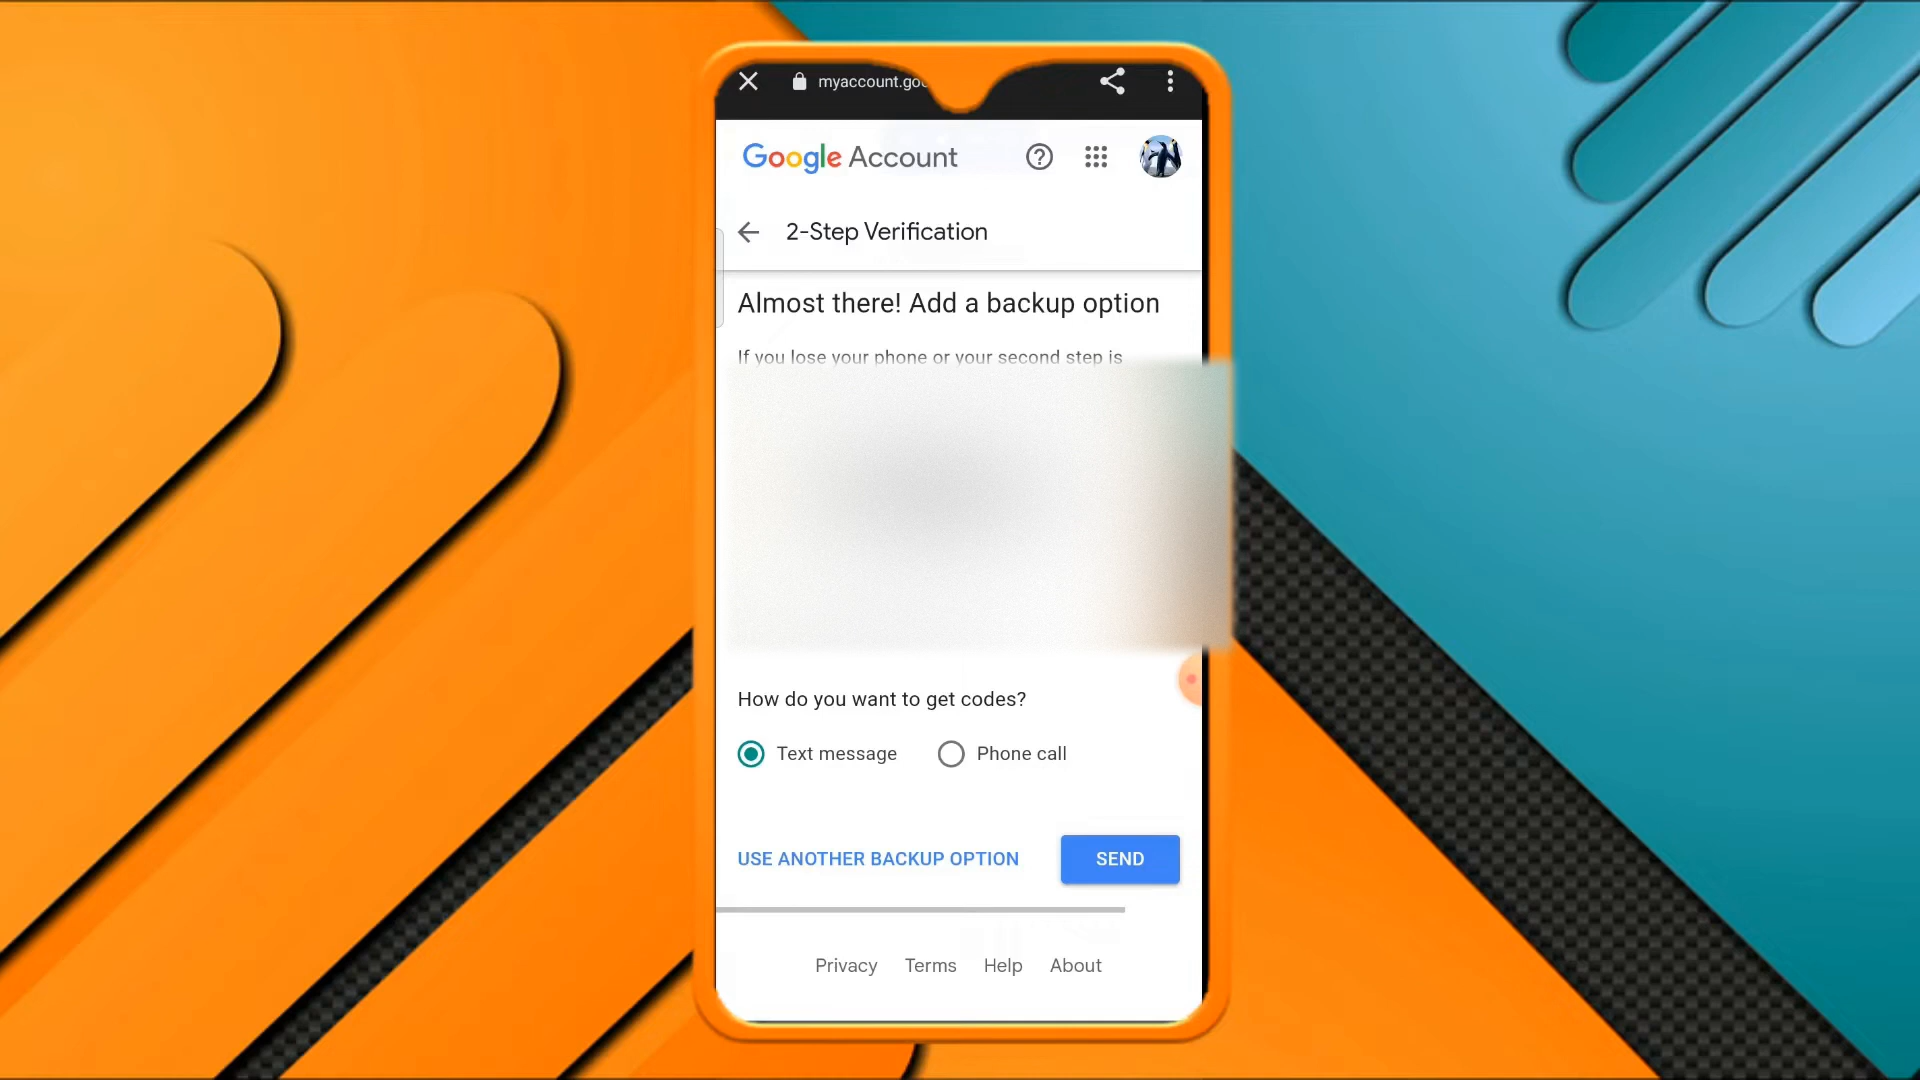 myaccount.goo
Google Account
2-Step Verification
Almost there! Add a backup option
If you lose your phone or your second step is
How do you want to get codes?
Text message Phone call
USE ANOTHER BACKUP OPTION SEND
Privacy Terms Help About